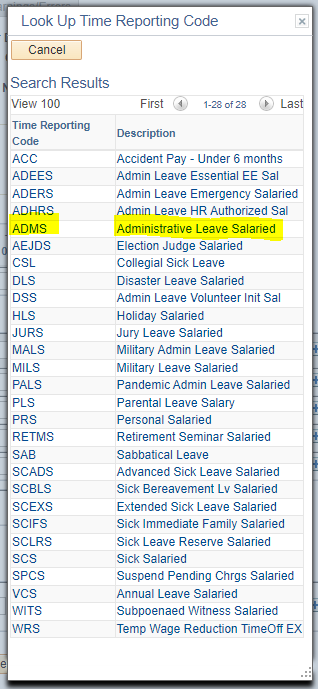 Look Up Time Reporting Code
Cancel
Search Results
View 100 First 1-28 of 28 Last
Time Reporting Code Description
ACC Accident Pay - Under 6 months
ADEES Admin Leave Essential EE Sal
ADERS Admin Leave Emergency Salaried
ADHRS Admin Leave HR Authorized Sal
ADMS Administrative Leave Salaried
AEJDS Election Judge Salaried
CSL Collegial Sick Leave
DLS Disaster Leave Salaried
DSS Admin Leave Volunteer Init Sal
HLS Holiday Salaried
JURS Jury Leave Salaried
MALS Military Admin Leave Salaried
MILS Military Leave Salaried
PALS Pandemic Admin Leave Salaried
PLS Parental Leave Salary
PRS Personal Salaried
RETMS Retirement Seminar Salaried
SAB Sabbatical Leave
SCADS Advanced Sick Leave Salaried
SCBLS Sick Bereavement Lv Salaried
SCEXS Extended Sick Leave Salaried
SCIFS Sick Immediate Family Salaried
SCLRS Sick Leave Reserve Salaried
SCS Sick Salaried
SPCS Suspend Pending Chrgs Salaried
VCS Annual Leave Salaried
WITS Subpoenaed Witness Salaried
WRS Temp Wage Reduction TimeOff EX